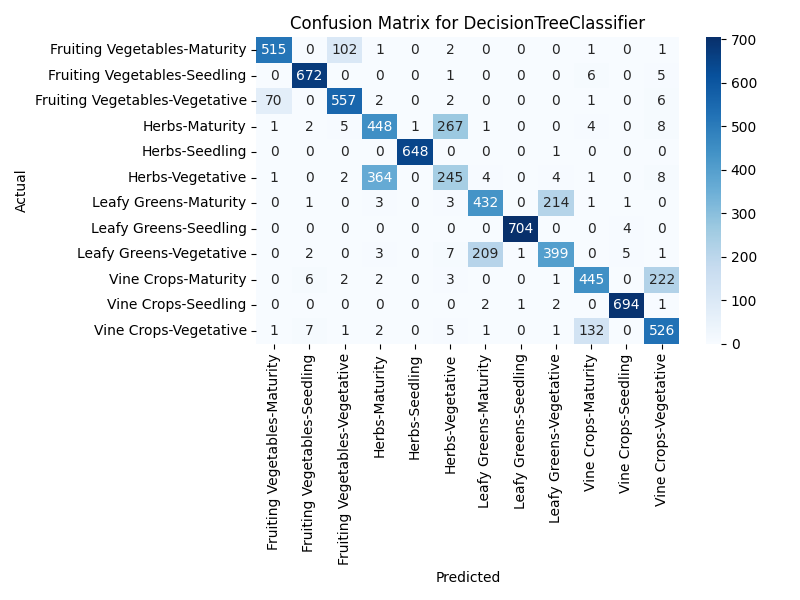 Confusion Matrix for DecisionTreeClassifier
Actual
Fruiting Vegetables-Maturity 515 0 102 1 0 2 0 0 0 1 0 1
Fruiting Vegetables-Seedling 0 672 0 0 0 1 0 0 0 6 0 5
Fruiting Vegetables-Vegetative 70 0 557 2 0 2 0 0 0 1 0 6
Herbs-Maturity 1 2 5 448 1 267 1 0 0 4 0 8
Herbs-Seedling 0 0 0 0 648 0 0 0 1 0 0 0
Herbs-Vegetative 1 0 2 364 0 245 4 0 4 1 0 8
Leafy Greens-Maturity 0 1 0 3 0 3 432 0 214 1 1 0
Leafy Greens-Seedling 0 0 0 0 0 0 0 704 0 0 4 0
Leafy Greens-Vegetative 0 2 0 3 0 7 209 1 399 0 5 1
Vine Crops-Maturity 0 6 2 2 0 3 0 0 1 445 0 222
Vine Crops-Seedling 0 0 0 0 0 0 2 1 2 0 694 1
Vine Crops-Vegetative 1 7 1 2 0 5 1 0 1 132 0 526
Fruiting Vegetables-Maturity
Fruiting Vegetables-Seedling
Fruiting Vegetables-Vegetative
Herbs-Maturity
Herbs-Seedling
Herbs-Vegetative
Leafy Greens-Maturity
Leafy Greens-Seedling
Leafy Greens-Vegetative
Vine Crops-Maturity
Vine Crops-Seedling
Vine Crops-Vegetative
Predicted
700
600
500
400
300
200
100
0